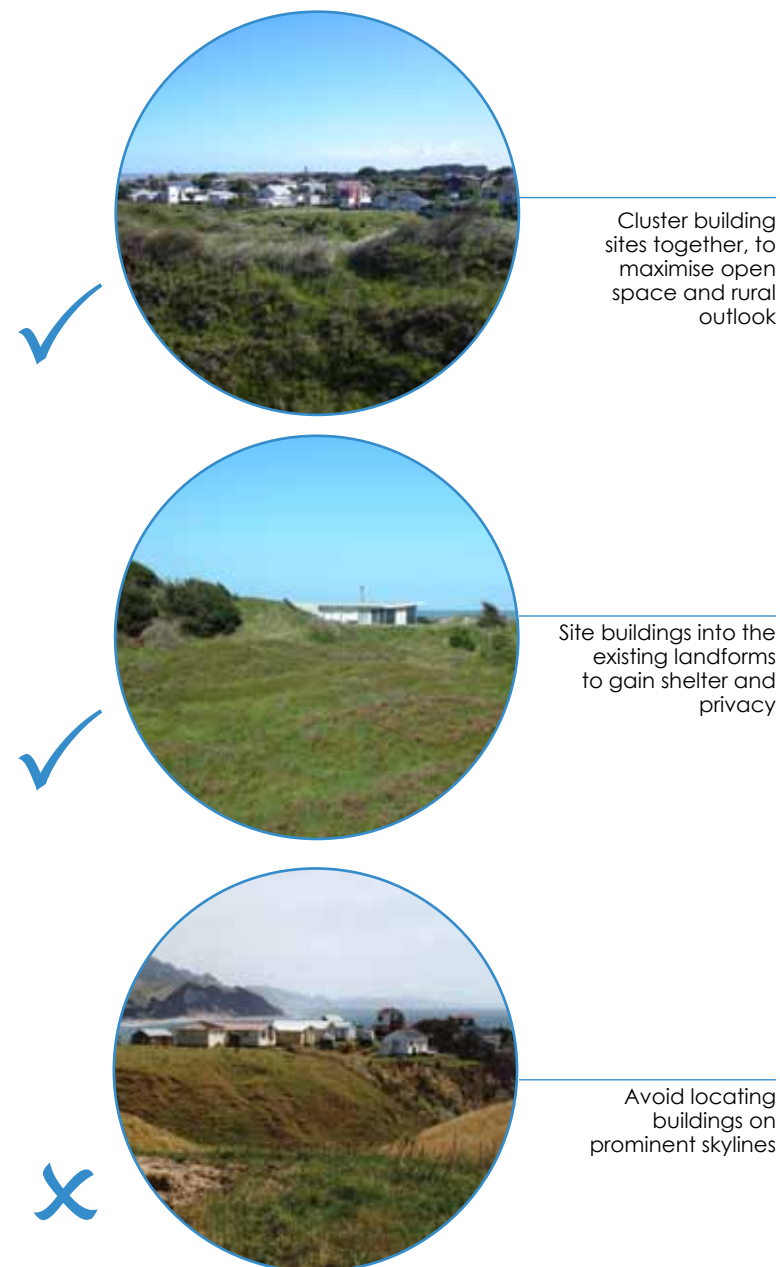 Cluster building
sites together, to
maximise open
space and rural
outlook
Site buildings into the
existing landforms
to gain shelter and
privacy
Avoid locating
buildings on
prominent skylines